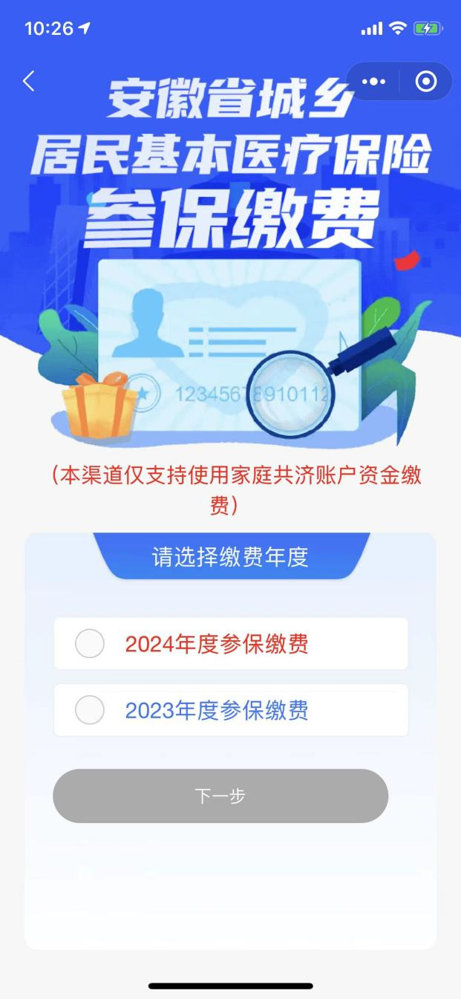 10:26
安徽省城乡
居民基本医疗保险
参保缴费
12345678910112
（本渠道仅支持使用家庭共济账户资金缴
费）
请选择缴费年度
2024年度参保缴费
2023年度参保缴费
下一步